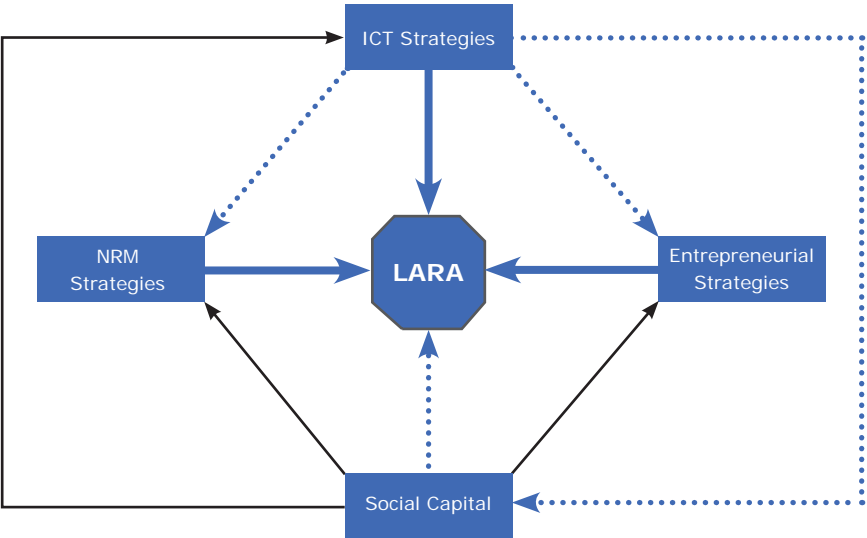 ICT Strategies
NRM
Strategies
LARA
Entrepreneurial
Strategies
Social Capital